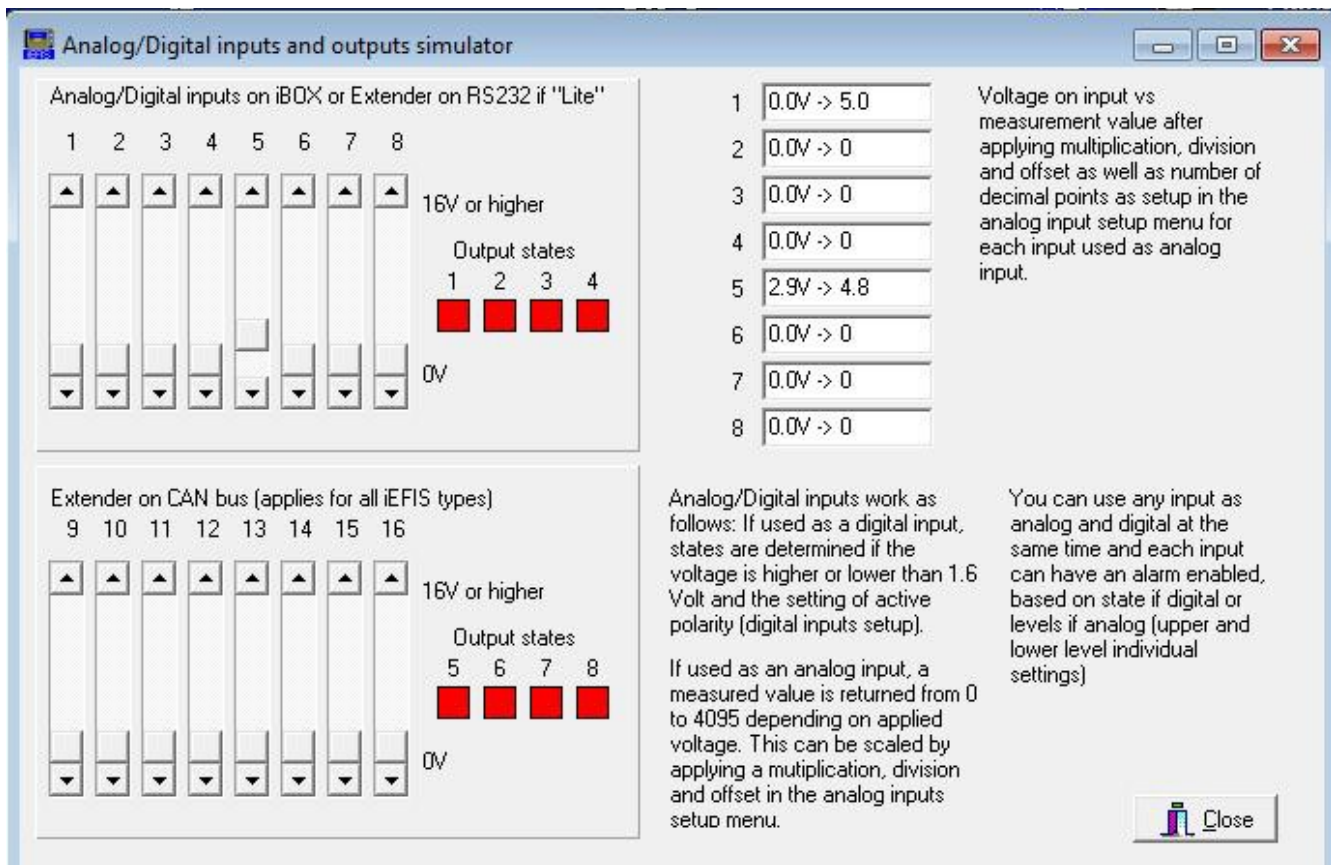 Analog/Digital inputs and outputs simulator
Analog/Digital inputs on iBOX or Extender on RS232 if "Lite"
1 2 3 4 5 6 7 8
16V or higher
Output states
1 2 3 4
0V
1 0.0V -> 5.0
2 0.0V -> 0
3 0.0V -> 0
4 0.0V -> 0
5 2.9V -> 4.8
6 0.0V -> 0
7 0.0V -> 0
8 0.0V -> 0
Voltage on input vs
measurement value after
applying multiplication, division
and offset as well as number of
decimal points as setup in the
analog input setup menu for
each input used as analog
input.
Extender on CAN bus (applies for all iEFIS types)
9 10 11 12 13 14 15 16
16V or higher
Output states
5 6 7 8
0V
Analog/Digital inputs work as
follows: If used as a digital input,
states are determined if the
voltage is higher or lower than 1.6
Volt and the setting of active
polarity (digital inputs setup).
If used as an analog input, a
measured value is returned from 0
to 4095 depending on applied
voltage. This can be scaled by
applying a mutiplication, division
and offset in the analog inputs
setup menu.
You can use any input as
analog and digital at the
same time and each input
can have an alarm enabled,
based on state if digital or
levels if analog (upper and
lower level individual
settings)
Close